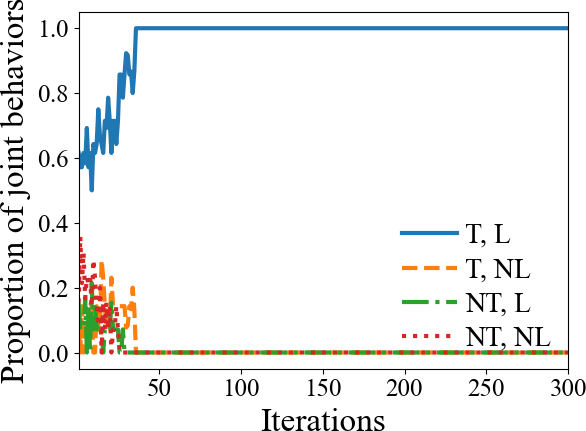 Proportion of joint behaviors
1.0
0.8
0.6
0.4
0.2
0.0
T, L
T, NL
NT, L
NT, NL
50 100 150 200 250 300
Iterations